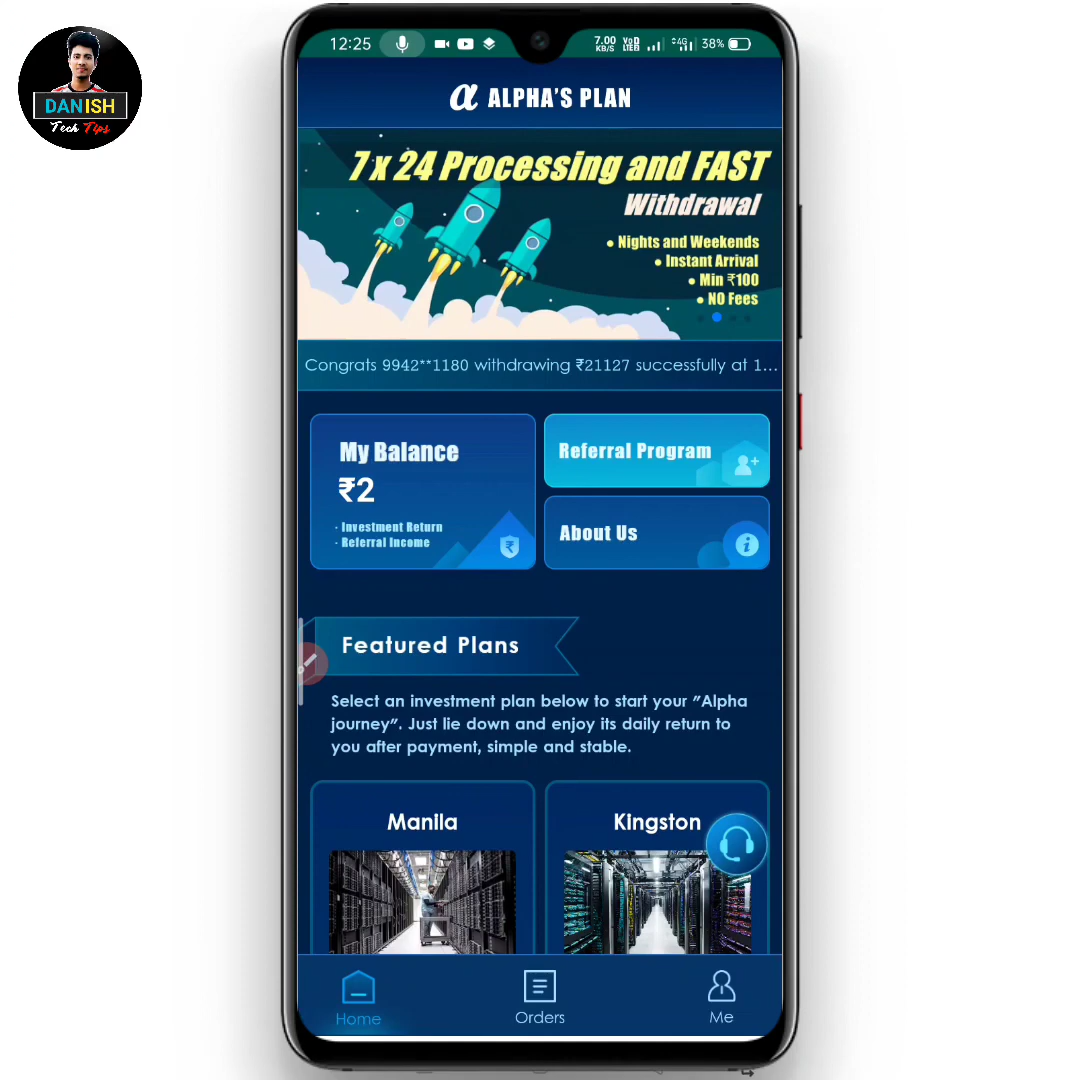 DANISH
Tech Tips
12:25
7.00
KB/S
VoD
LTE2
4G
38%
α ALPHA'S PLAN
7 x 24 Processing and FAST
Withdrawal
• Nights and Weekends
• Instant Arrival
• Min ₹100
• NO Fees
Congrats 9942**1180 withdrawing ₹21127 successfully at 1...
My Balance
₹2
· Investment Return
· Referral Income
Referral Program
About Us
Featured Plans
Select an investment plan below to start your "Alpha
journey". Just lie down and enjoy its daily return to
you after payment, simple and stable.
Manila
Kingston
Home
Orders
Me